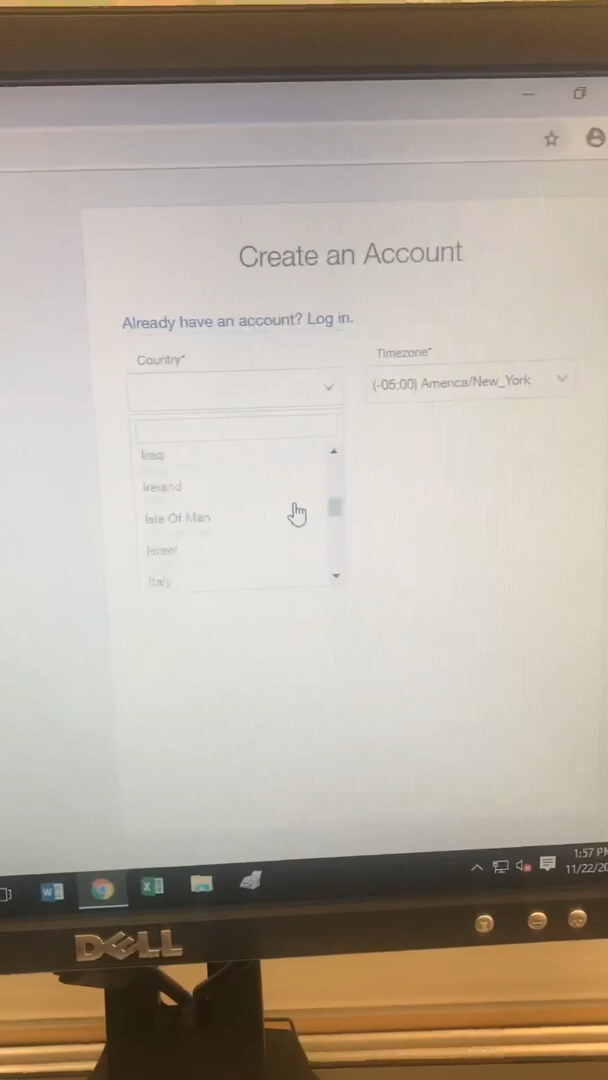 Create an Account
Already have an account? Log in.
Country*
Timezone*
(-05:00) America/New_York
Iraq
Ireland
Isle Of Man
Israel
Italy
1:57 PM
11/22/20
DELL